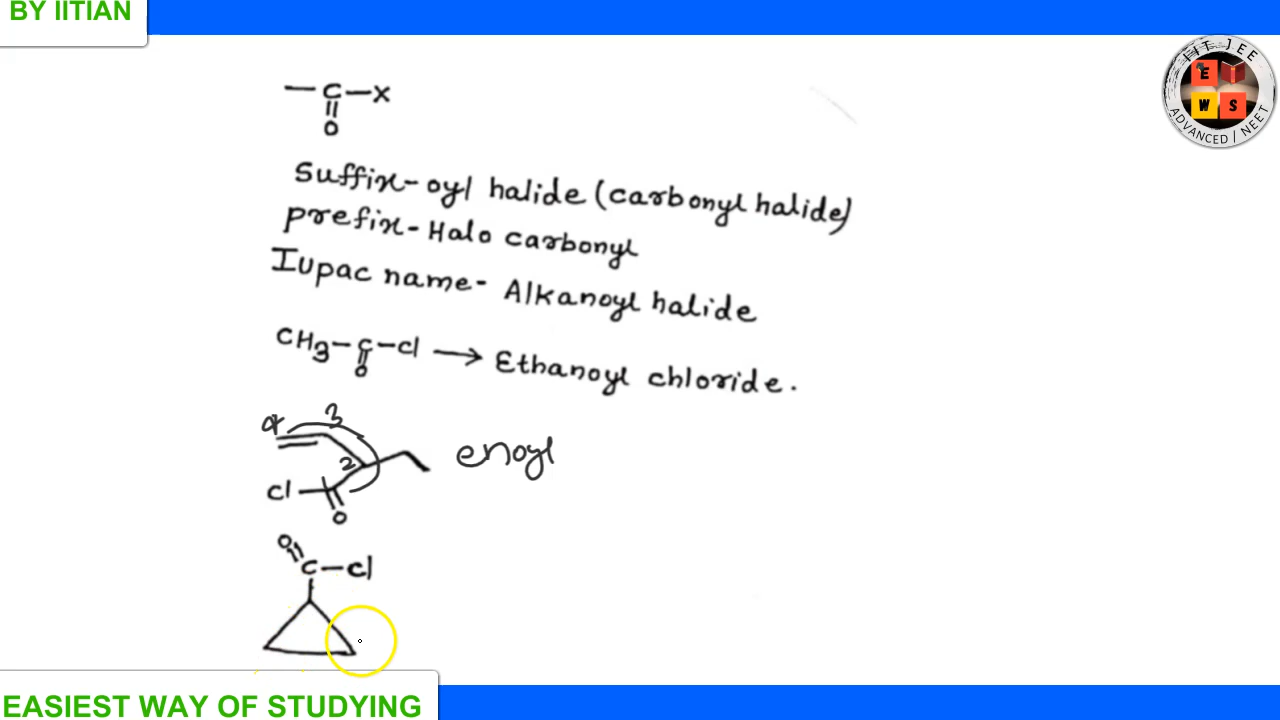 BY IITIAN
IIT JEE
E
W S
ADVANCED / NEET
— C — X
O
Suffix - oyl halide (carbonyl halide)
prefix - Halo carbonyl
Iupac name - Alkanoyl halide
CH3 — C — Cl → Ethanoyl chloride.
O
4 3
2 enoyl
Cl
O
O
C — Cl
EASIEST WAY OF STUDYING